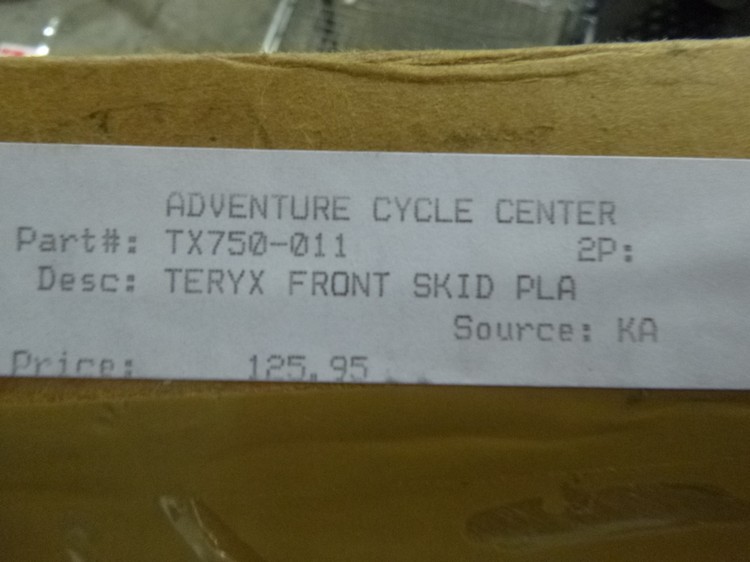 ADVENTURE CYCLE CENTER
Part#: TX750-011 2P:
Desc: TERYX FRONT SKID PLA
Source: KA
Price: 125.95